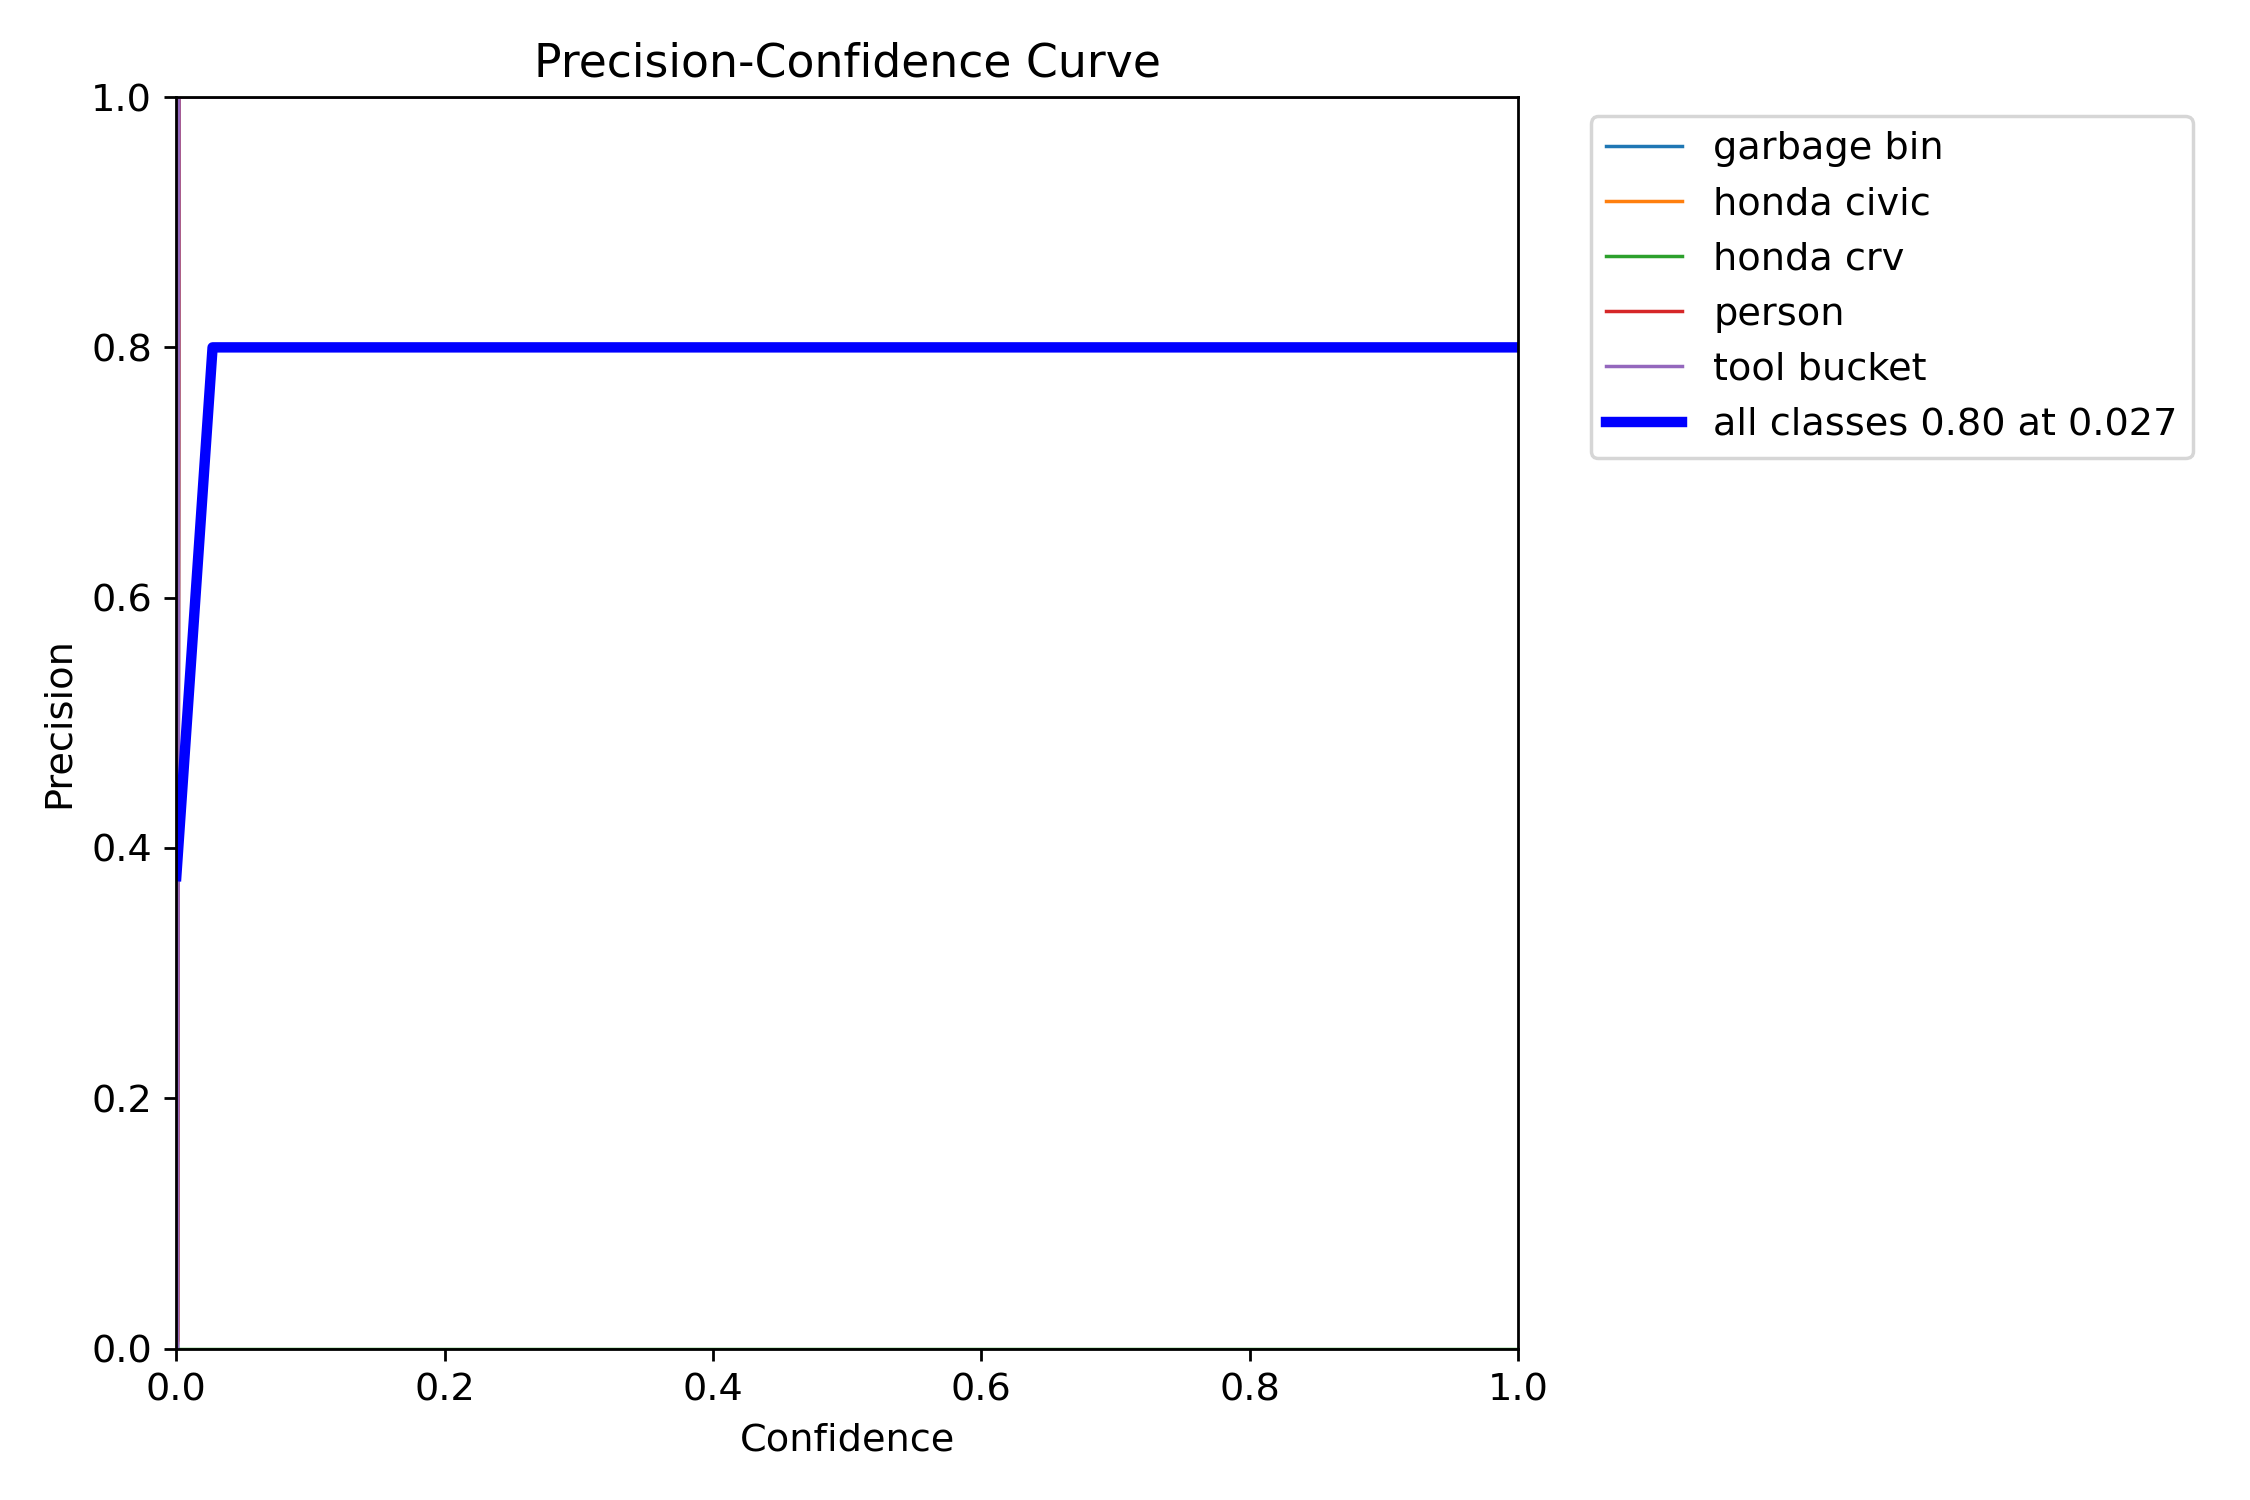 Precision-Confidence Curve
1.0
0.8
0.6
0.4
0.2
0.0
Precision
0.0 0.2 0.4 0.6 0.8 1.0
Confidence
garbage bin
honda civic
honda crv
person
tool bucket
all classes 0.80 at 0.027